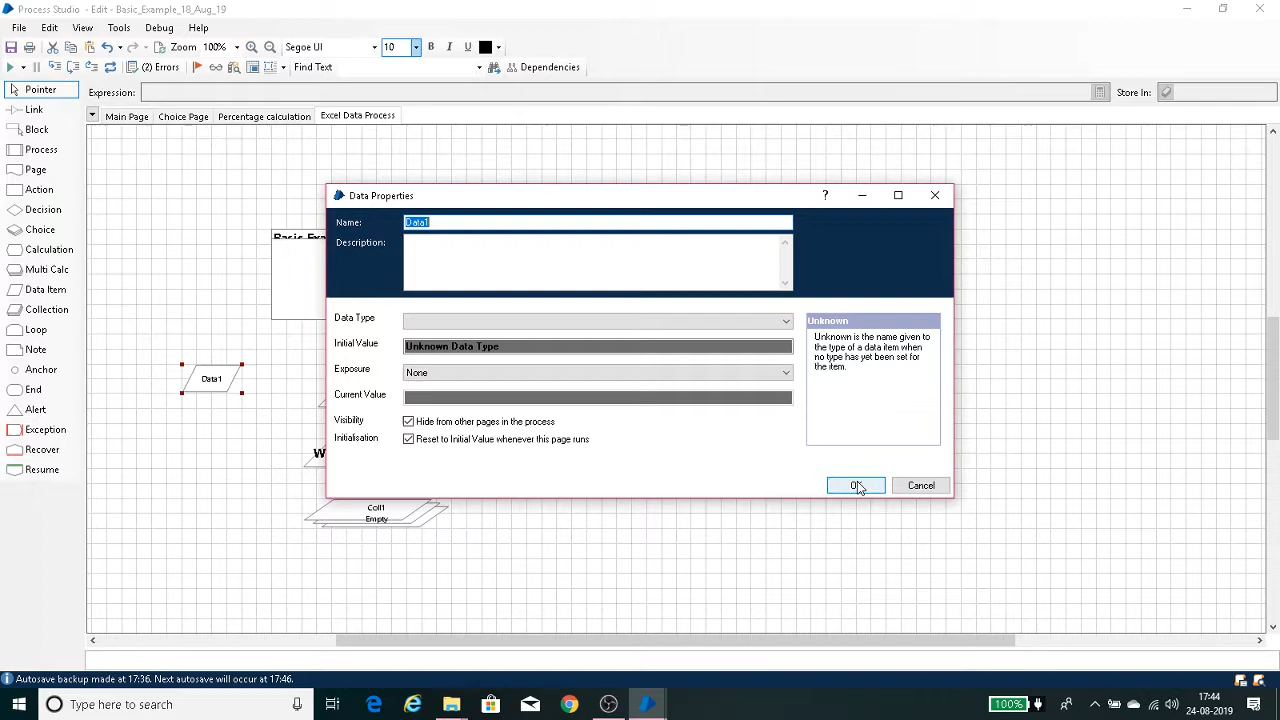 Process Studio - Edit - Basic_Example_18_Aug_19
File Edit View Tools Debug Help
Zoom 100% Segoe UI 10 B I U
(2) Errors Find Text Dependencies
Pointer Expression: Store In:
Main Page Choice Page Percentage calculation Excel Data Process
Link
Block
Process
Page
Action
Decision
Choice
Calculation
Multi Calc
Data Item
Collection
Loop
Note
Anchor
End
Alert
Exception
Recover
Resume
Basic Exa
Data1
W
Coll1
Empty
Data Properties
Name: Data1
Description:
Data Type
Initial Value Unknown Data Type
Exposure None
Current Value
Visibility Hide from other pages in the process
Initialisation Reset to Initial Value whenever this page runs
Unknown
Unknown is the name given
to the type of a data item when
no type has yet been set for
the item.
OK Cancel
Autosave backup made at 17:36. Next autosave will occur at 17:46.
Type here to search
100%
17:44
24-08-2019